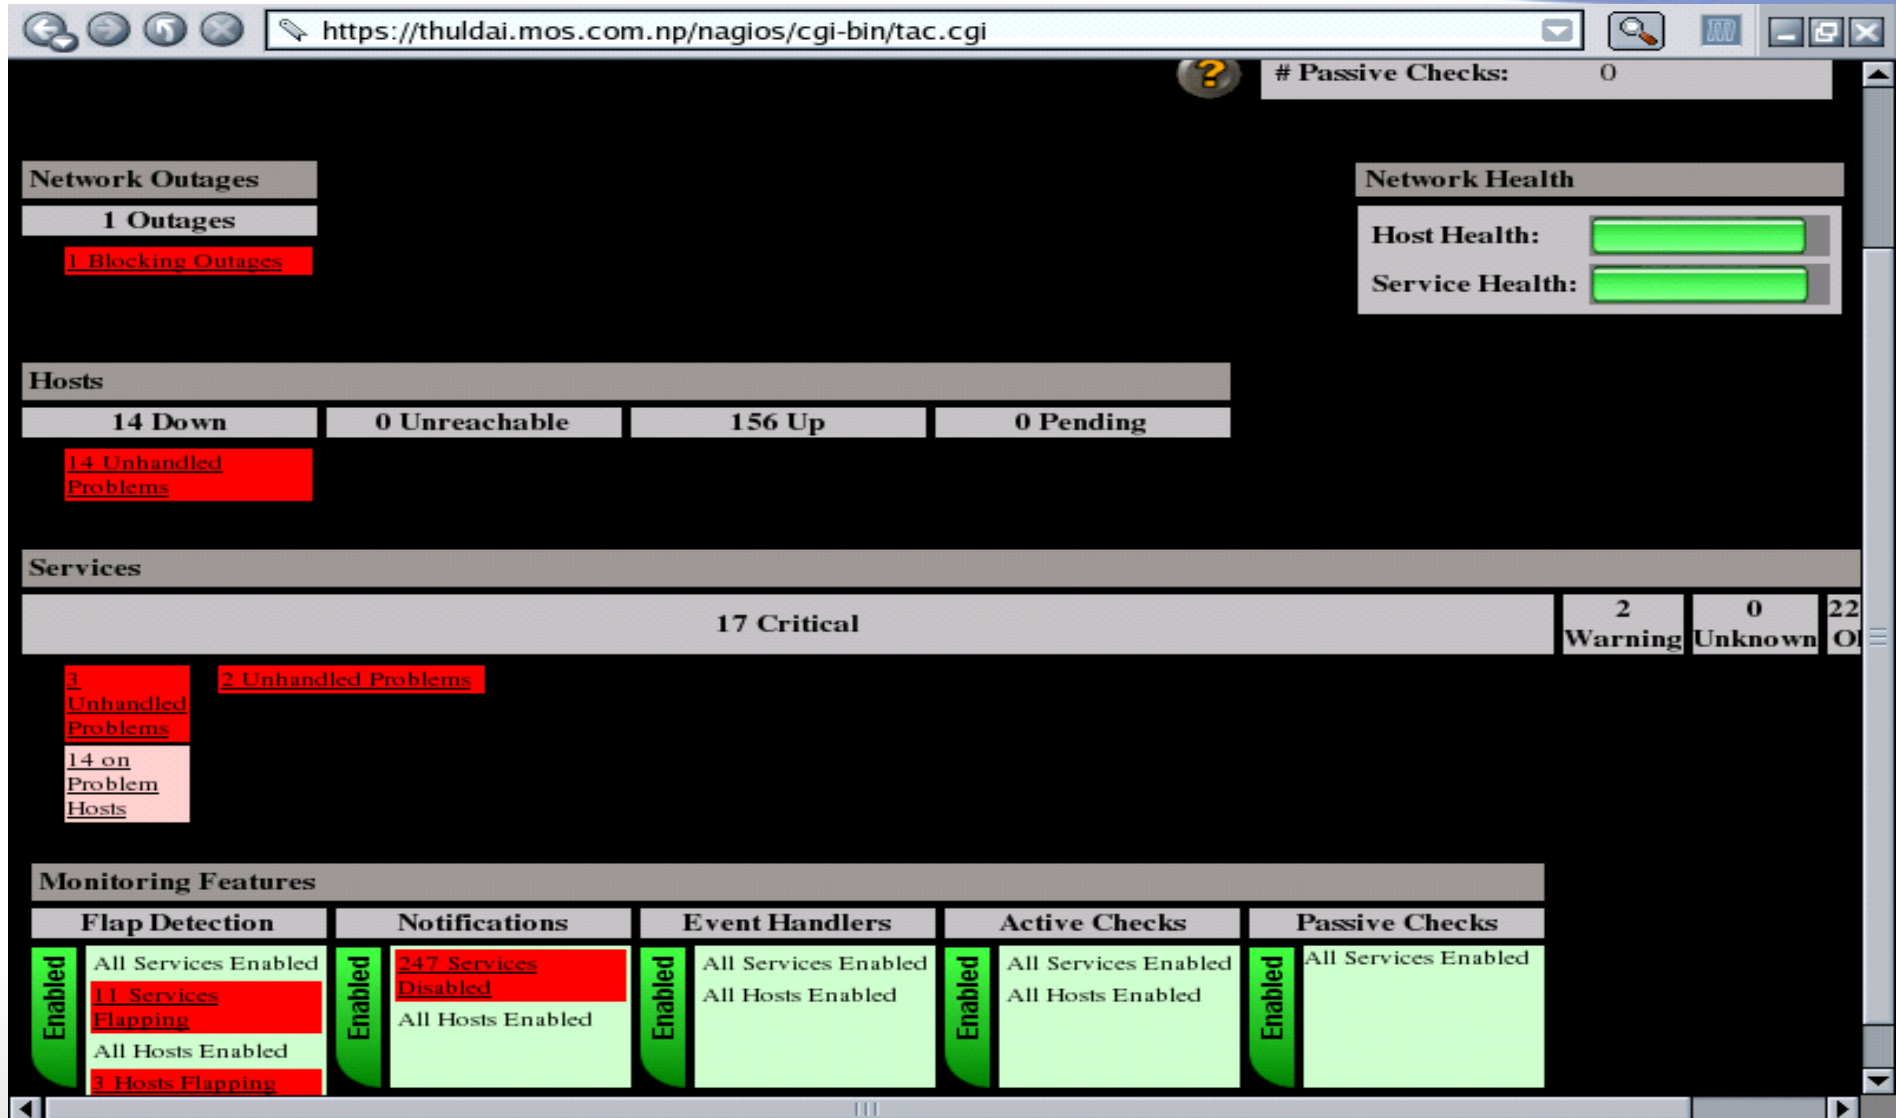 https://thuldai.mos.com.np/nagios/cgi-bin/tac.cgi
# Passive Checks: 0
Network Outages
1 Outages
1 Blocking Outages
Network Health
Host Health:
Service Health:
Hosts
14 Down 0 Unreachable 156 Up 0 Pending
14 Unhandled
Problems
Services
17 Critical
2
Warning
0
Unknown
22
3
Unhandled
Problems
2 Unhandled Problems
14 on
Problem
Hosts
Monitoring Features
Flap Detection Notifications Event Handlers Active Checks Passive Checks
Enabled
All Services Enabled
11 Services
Flapping
All Hosts Enabled
3 Hosts Flapping
Enabled
247 Services
Disabled
All Hosts Enabled
Enabled
All Services Enabled
All Hosts Enabled
Enabled
All Services Enabled
All Hosts Enabled
Enabled
All Services Enabled